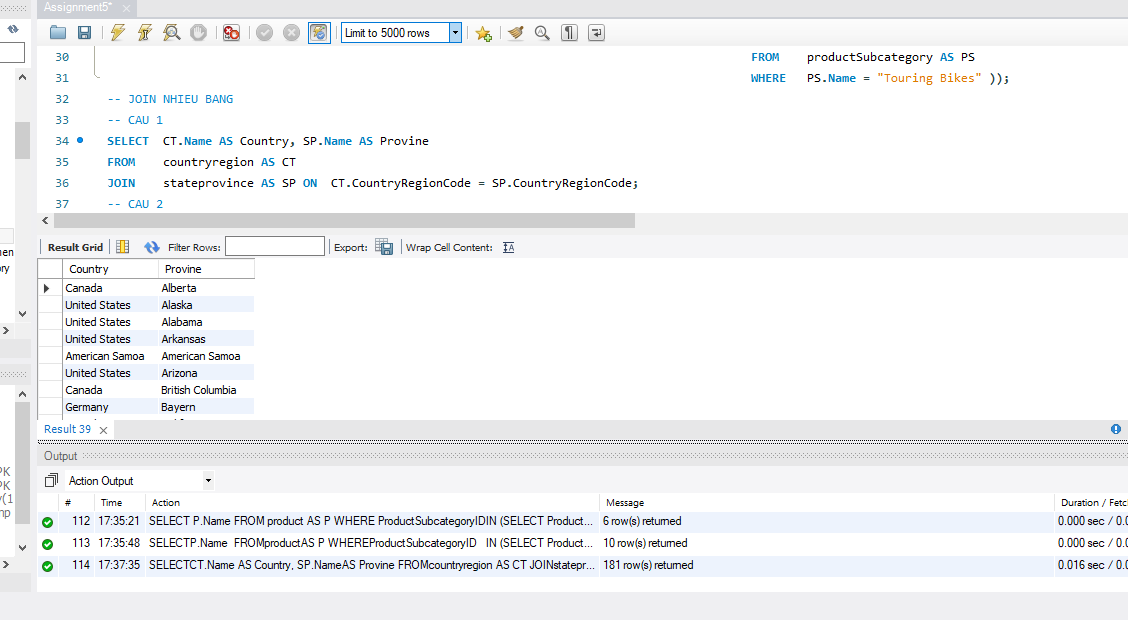 Assignment5*
Limit to 5000 rows
30 FROM productSubcategory AS PS
31 WHERE PS.Name = "Touring Bikes" ));
32 -- JOIN NHIEU BANG
33 -- CAU 1
34 SELECT CT.Name AS Country, SP.Name AS Provine
35 FROM countryregion AS CT
36 JOIN stateprovince AS SP ON CT.CountryRegionCode = SP.CountryRegionCode;
37 -- CAU 2
Result Grid Filter Rows: Export: Wrap Cell Content:
Country Provine
Canada Alberta
United States Alaska
United States Alabama
United States Arkansas
American Samoa American Samoa
United States Arizona
Canada British Columbia
Germany Bayern
Result 39
Output
Action Output
# Time Action Message Duration / Fetc
112 17:35:21 SELECT P.Name FROM product AS P WHERE ProductSubcategoryIDIN (SELECT Product... 6 row(s) returned 0.000 sec / 0.0
113 17:35:48 SELECTP.Name FROMproductAS P WHEREProductSubcategoryID IN (SELECT Product... 10 row(s) returned 0.000 sec / 0.0
114 17:37:35 SELECTCT.Name AS Country, SP.NameAS Provine FROMcountryregion AS CT JOINstatepr... 181 row(s) returned 0.016 sec / 0.0